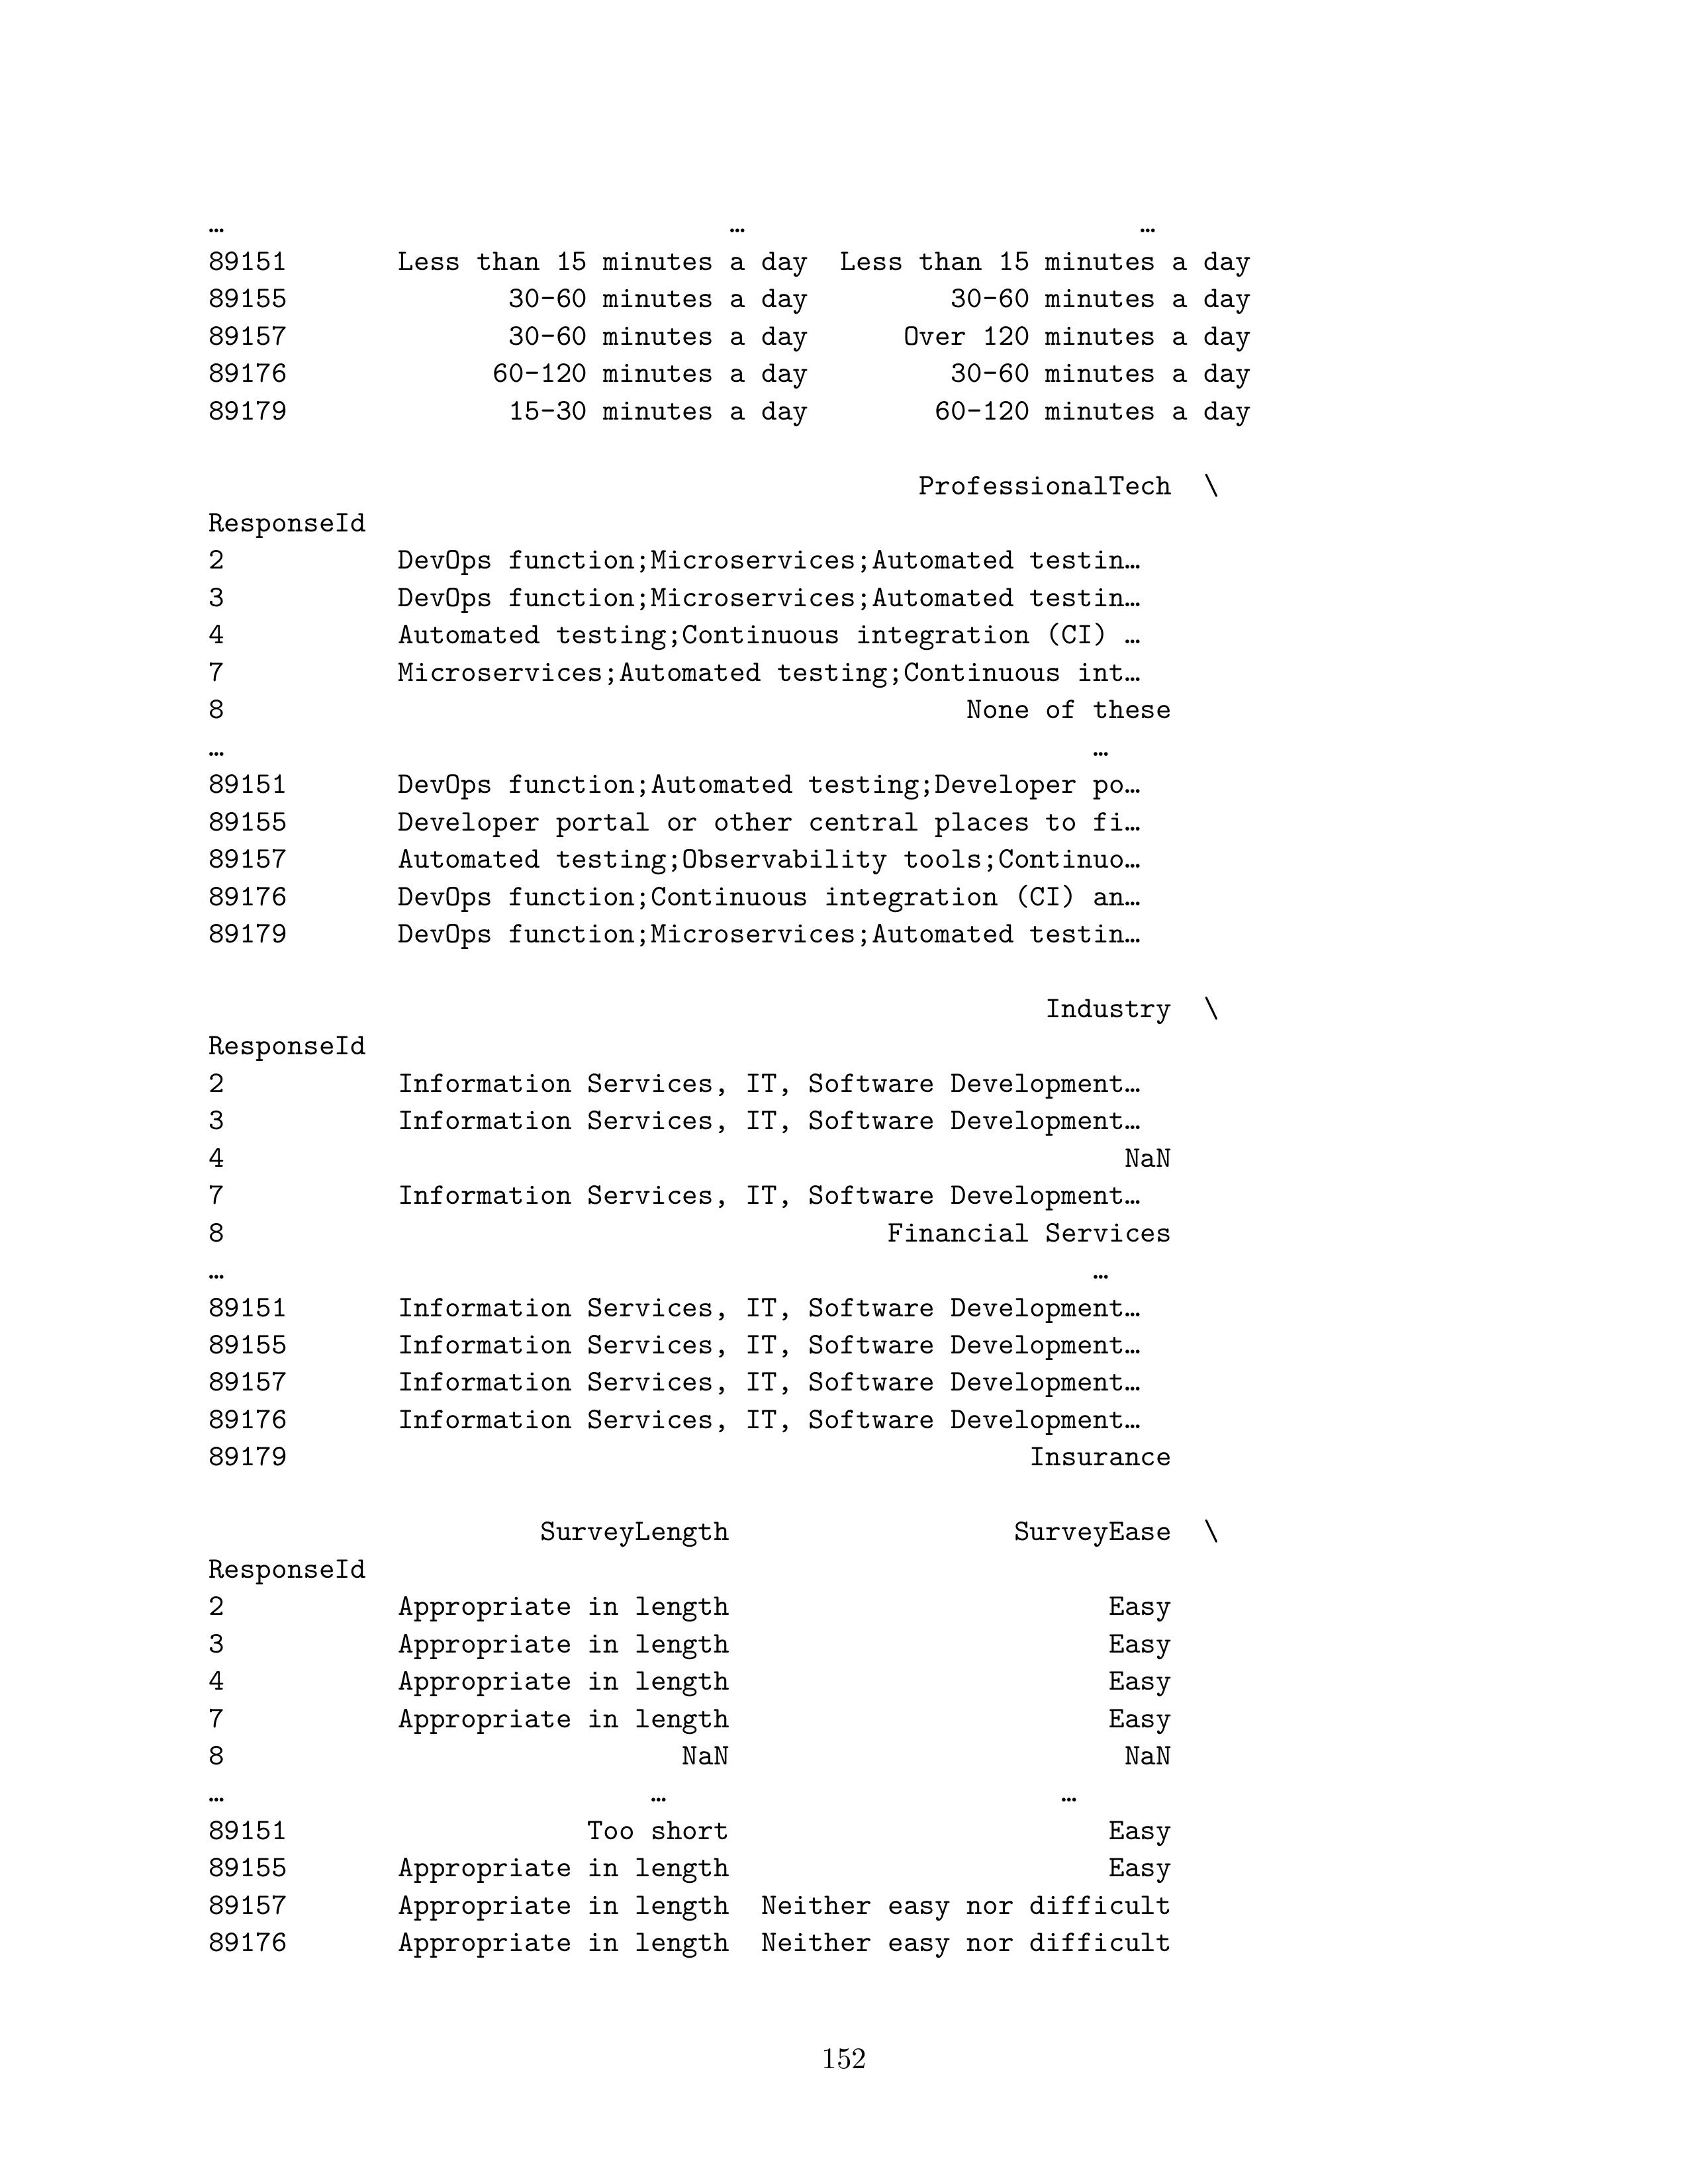 …                                …                         …
89151       Less than 15 minutes a day  Less than 15 minutes a day
89155              30-60 minutes a day         30-60 minutes a day
89157              30-60 minutes a day      Over 120 minutes a day
89176             60-120 minutes a day         30-60 minutes a day
89179              15-30 minutes a day        60-120 minutes a day
                                             ProfessionalTech  \
ResponseId
2           DevOps function;Microservices;Automated testin…
3           DevOps function;Microservices;Automated testin…
4           Automated testing;Continuous integration (CI) …
7           Microservices;Automated testing;Continuous int…
8                                               None of these
…                                                       …
89151       DevOps function;Automated testing;Developer po…
89155       Developer portal or other central places to fi…
89157       Automated testing;Observability tools;Continuo…
89176       DevOps function;Continuous integration (CI) an…
89179       DevOps function;Microservices;Automated testin…
                                                     Industry  \
ResponseId
2           Information Services, IT, Software Development…
3           Information Services, IT, Software Development…
4                                                         NaN
7           Information Services, IT, Software Development…
8                                          Financial Services
…                                                       …
89151       Information Services, IT, Software Development…
89155       Information Services, IT, Software Development…
89157       Information Services, IT, Software Development…
89176       Information Services, IT, Software Development…
89179                                               Insurance
                     SurveyLength                  SurveyEase  \
ResponseId
2           Appropriate in length                        Easy
3           Appropriate in length                        Easy
4           Appropriate in length                        Easy
7           Appropriate in length                        Easy
8                             NaN                         NaN
…                           …                         …
89151                   Too short                        Easy
89155       Appropriate in length                        Easy
89157       Appropriate in length  Neither easy nor difficult
89176       Appropriate in length  Neither easy nor difficult
152